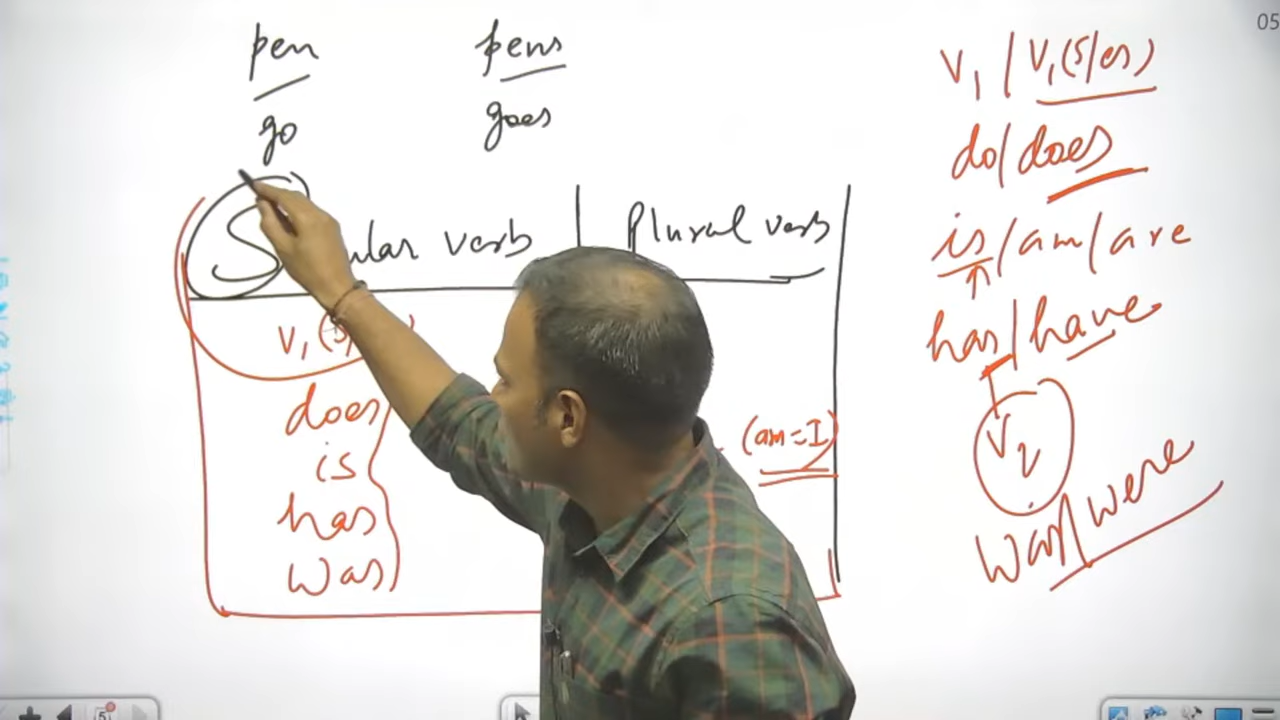 05
pen pens
go goes
V1 / V1(s/es)
do/does
is/am/are
has/have
V2
was/were
S ular verb Plural verb
V1(s/
does
is (am = I)
has
was